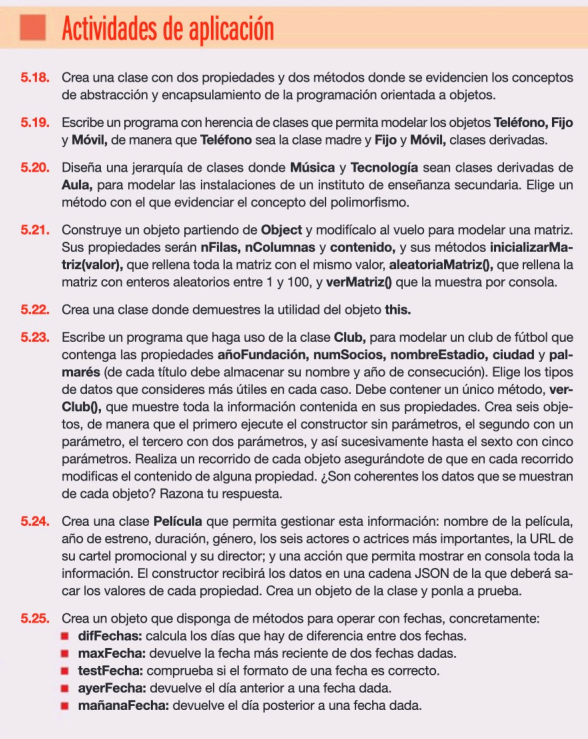 Actividades de aplicación
5.18. Crea una clase con dos propiedades y dos métodos donde se evidencien los conceptos
de abstracción y encapsulamiento de la programación orientada a objetos.
5.19. Escribe un programa con herencia de clases que permita modelar los objetos Teléfono, Fijo
y Móvil, de manera que Teléfono sea la clase madre y Fijo y Móvil, clases derivadas.
5.20. Diseña una jerarquía de clases donde Música y Tecnología sean clases derivadas de
Aula, para modelar las instalaciones de un instituto de enseñanza secundaria. Elige un
método con el que evidenciar el concepto del polimorfismo.
5.21. Construye un objeto partiendo de Object y modifícalo al vuelo para modelar una matriz.
Sus propiedades serán nFilas, nColumnas y contenido, y sus métodos inicializarMa-
triz(valor), que rellena toda la matriz con el mismo valor, aleatoriaMatriz(), que rellena la
matriz con enteros aleatorios entre 1 y 100, y verMatriz() que la muestra por consola.
5.22. Crea una clase donde demuestres la utilidad del objeto this.
5.23. Escribe un programa que haga uso de la clase Club, para modelar un club de fútbol que
contenga las propiedades añoFundación, numSocios, nombreEstadio, ciudad y pal-
marés (de cada título debe almacenar su nombre y año de consecución). Elige los tipos
de datos que consideres más útiles en cada caso. Debe contener un único método, ver-
Club(), que muestre toda la información contenida en sus propiedades. Crea seis obje-
tos, de manera que el primero ejecute el constructor sin parámetros, el segundo con un
parámetro, el tercero con dos parámetros, y así sucesivamente hasta el sexto con cinco
parámetros. Realiza un recorrido de cada objeto asegurándote de que en cada recorrido
modificas el contenido de alguna propiedad. ¿Son coherentes los datos que se muestran
de cada objeto? Razona tu respuesta.
5.24. Crea una clase Película que permita gestionar esta información: nombre de la película,
año de estreno, duración, género, los seis actores o actrices más importantes, la URL de
su cartel promocional y su director; y una acción que permita mostrar en consola toda la
información. El constructor recibirá los datos en una cadena JSON de la que deberá sa-
car los valores de cada propiedad. Crea un objeto de la clase y ponla a prueba.
5.25. Crea un objeto que disponga de métodos para operar con fechas, concretamente:
difFechas: calcula los días que hay de diferencia entre dos fechas.
maxFecha: devuelve la fecha más reciente de dos fechas dadas.
testFecha: comprueba si el formato de una fecha es correcto.
ayerFecha: devuelve el día anterior a una fecha dada.
mañanaFecha: devuelve el día posterior a una fecha dada.